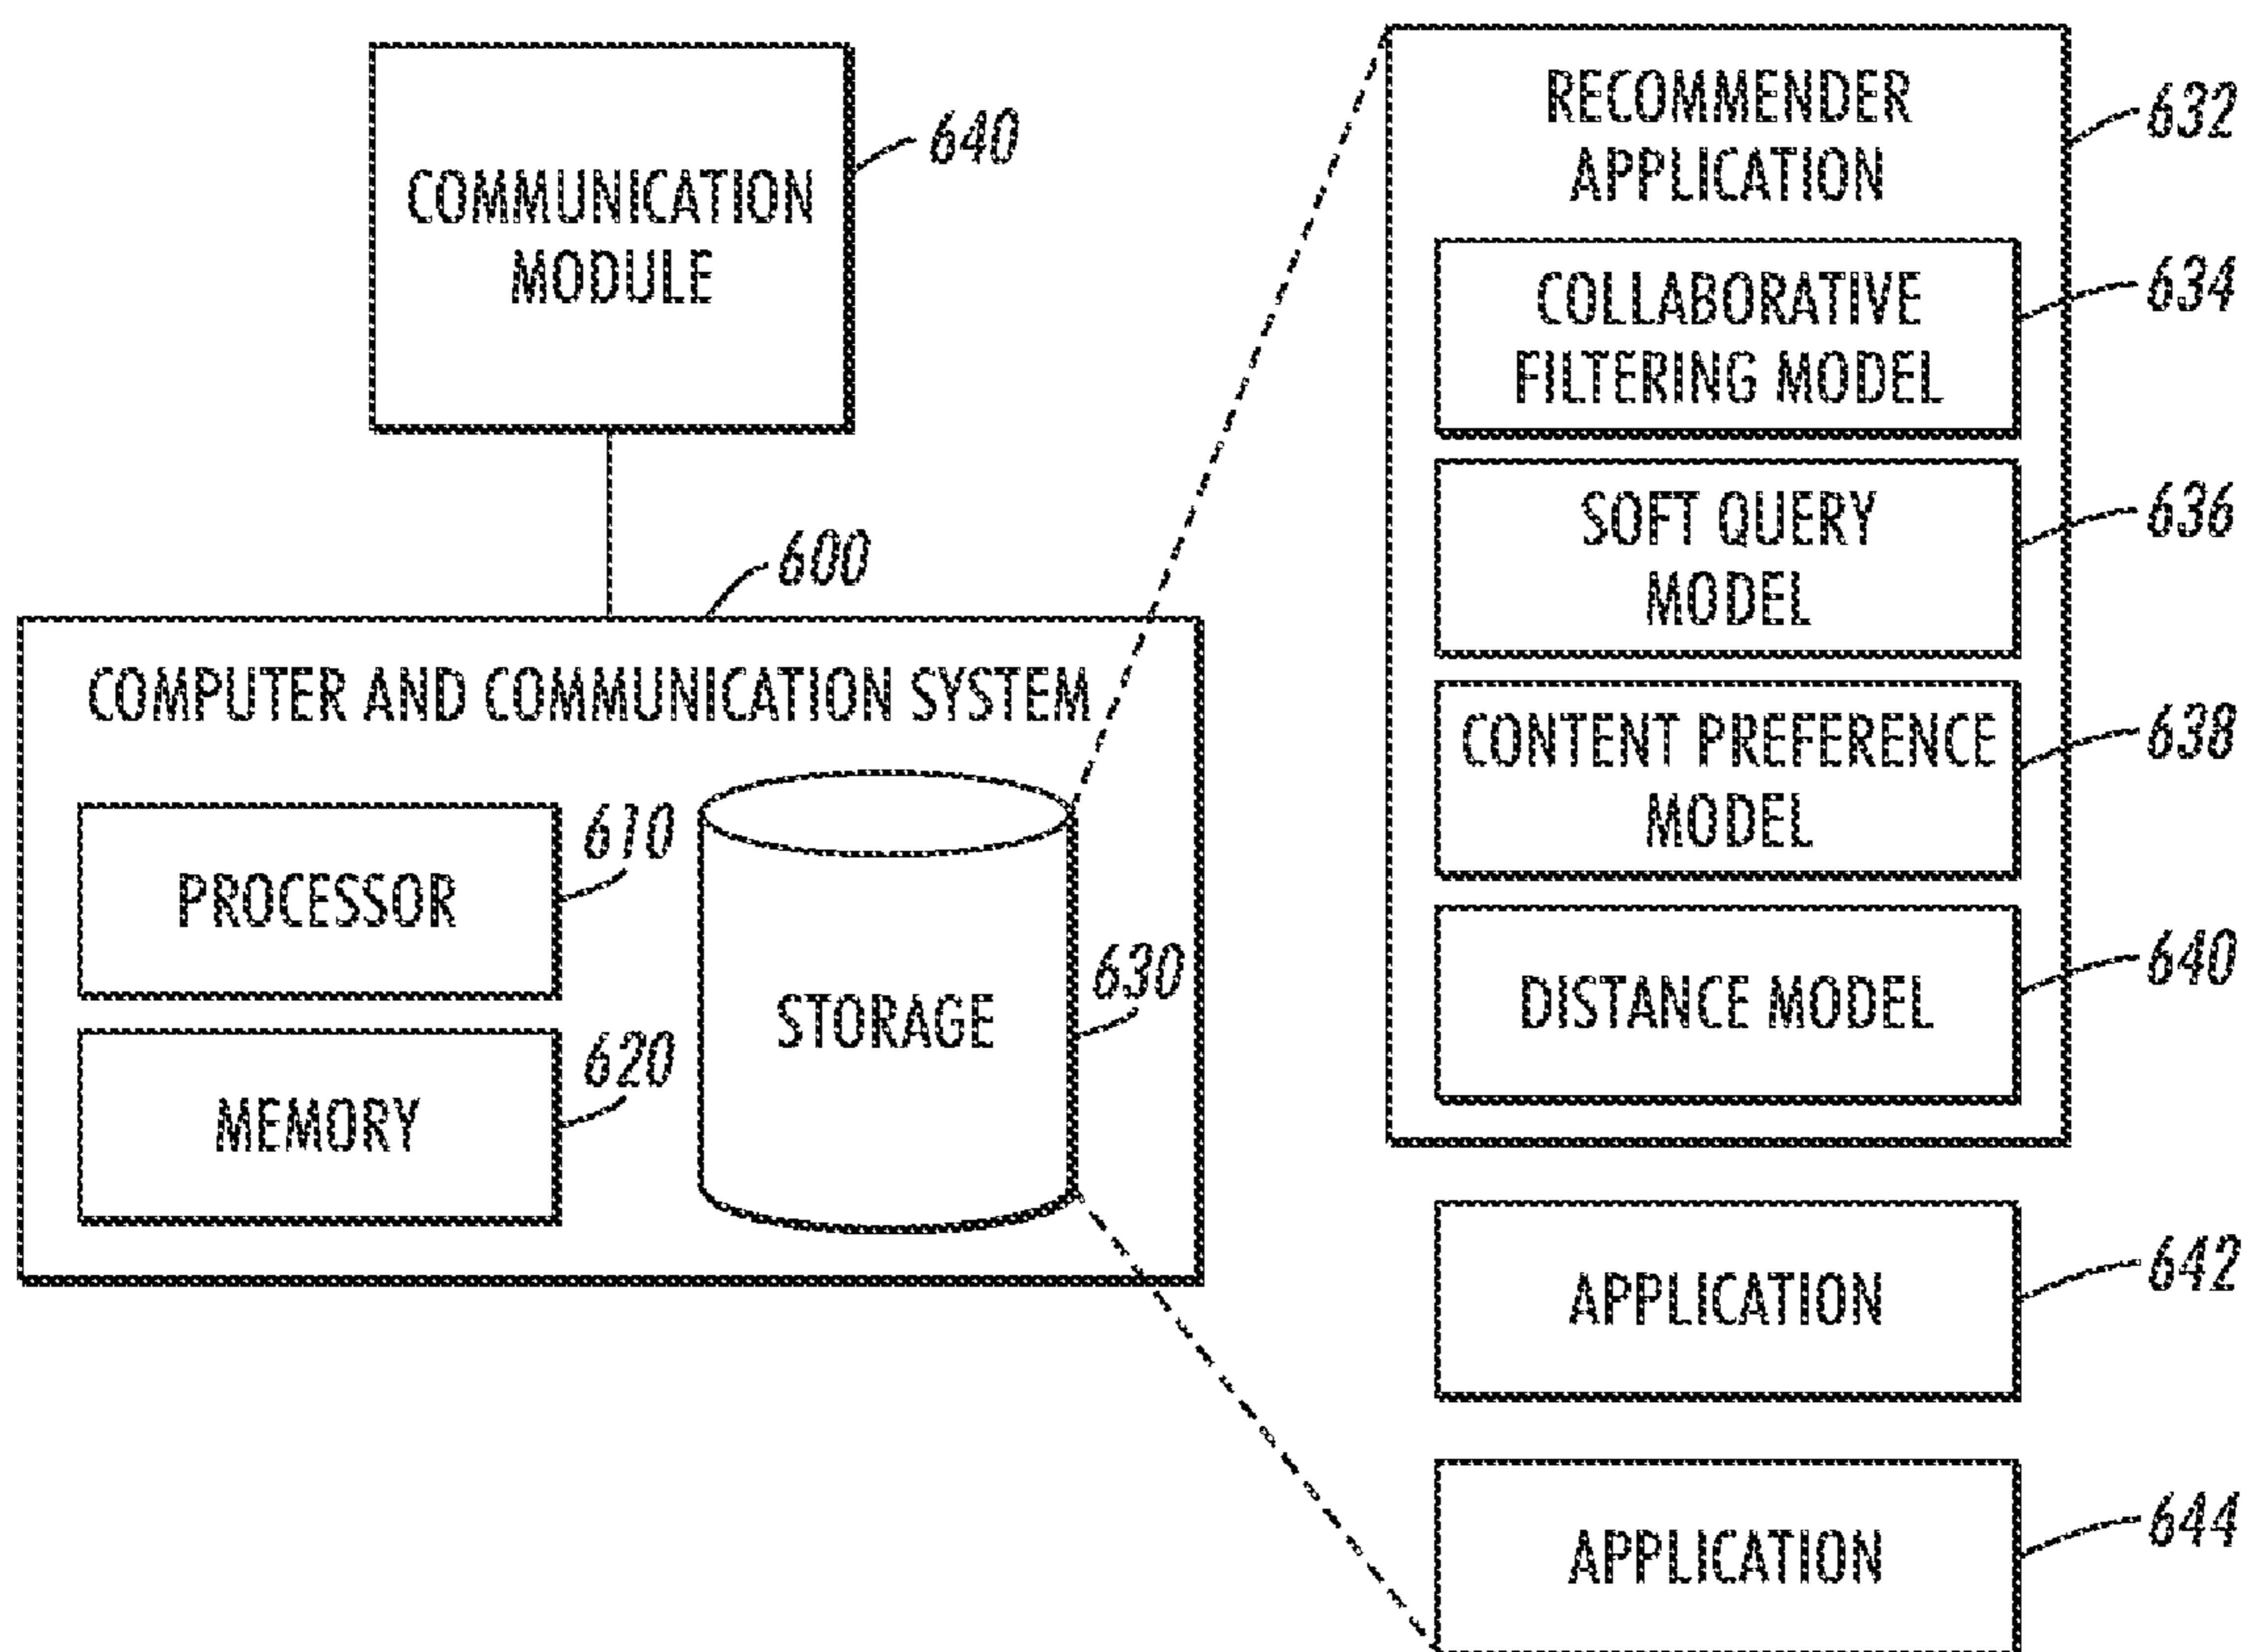 COMMUNICATION
MODULE
640
600
COMPUTER AND COMMUNICATION SYSTEM
PROCESSOR
610
MEMORY
620
STORAGE
630
RECOMMENDER
APPLICATION
632
COLLABORATIVE
FILTERING MODEL
634
SOFT QUERY
MODEL
636
CONTENT PREFERENCE
MODEL
638
DISTANCE MODEL
640
APPLICATION
642
APPLICATION
644